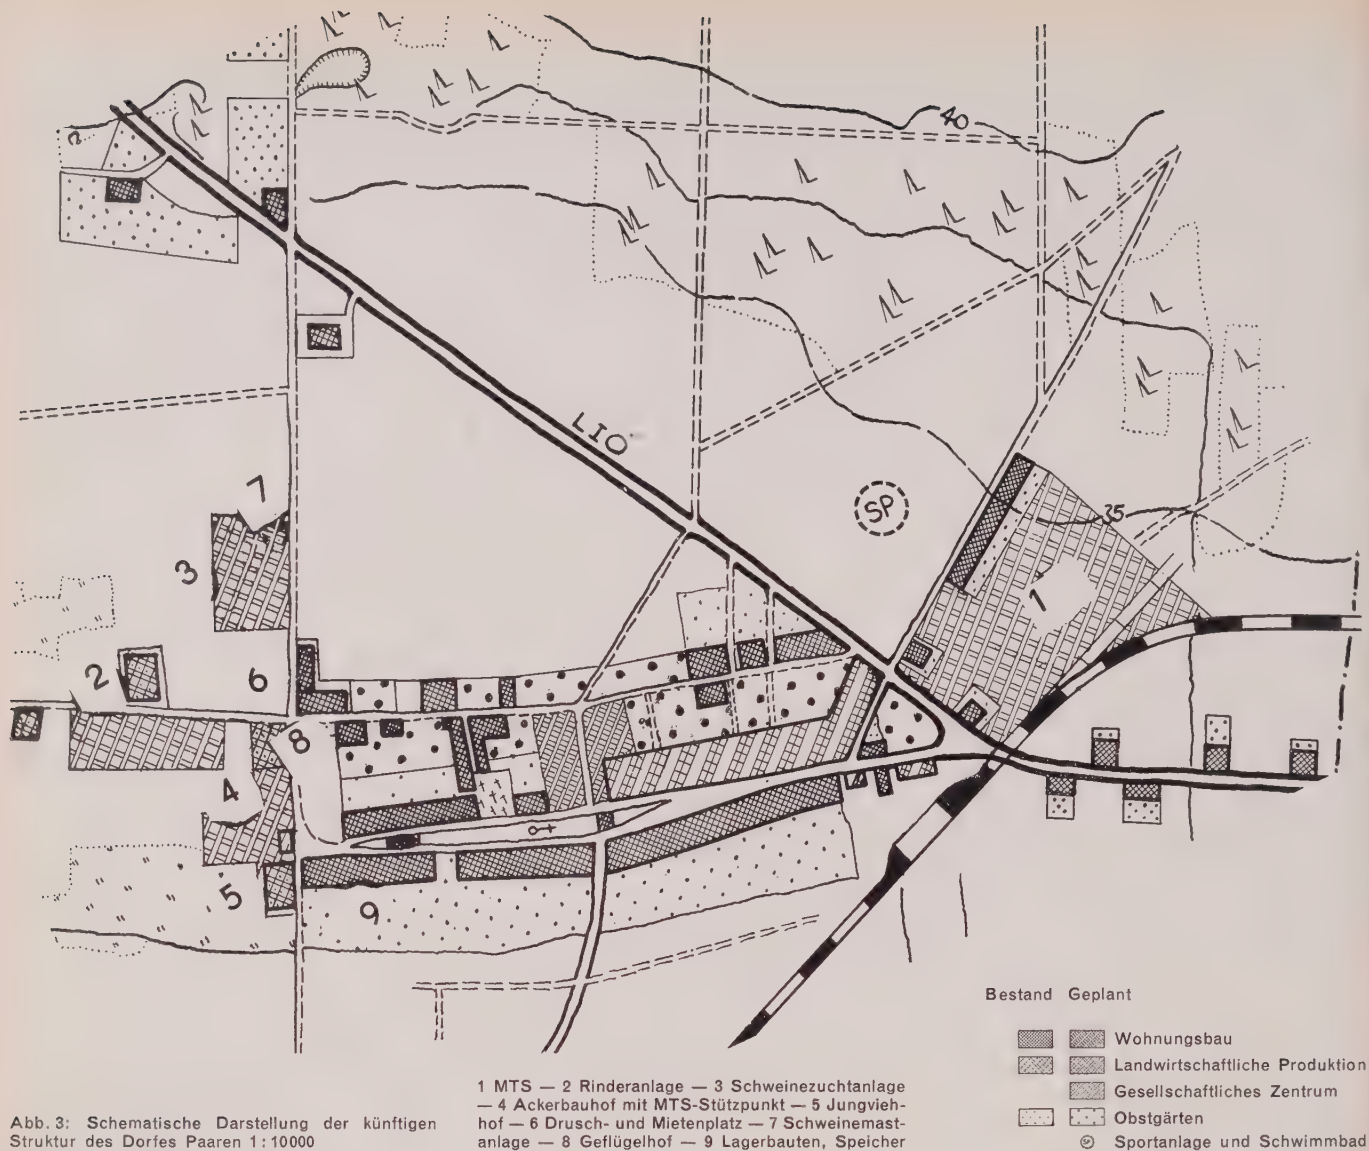 40
LIO
SP
35
7
3
1
2
6
8
4
5
9
Bestand Geplant
Wohnungsbau
Landwirtschaftliche Produktion
Gesellschaftliches Zentrum
Obstgärten
SP Sportanlage und Schwimmbad
1 MTS — 2 Rinderanlage — 3 Schweinezuchtanlage
— 4 Ackerbauhof mit MTS-Stützpunkt — 5 Jungvieh-
hof — 6 Drusch- und Mietenplatz — 7 Schweinemast-
anlage — 8 Geflügelhof — 9 Lagerbauten, Speicher
Abb. 3: Schematische Darstellung der künftigen
Struktur des Dorfes Paaren 1:10000